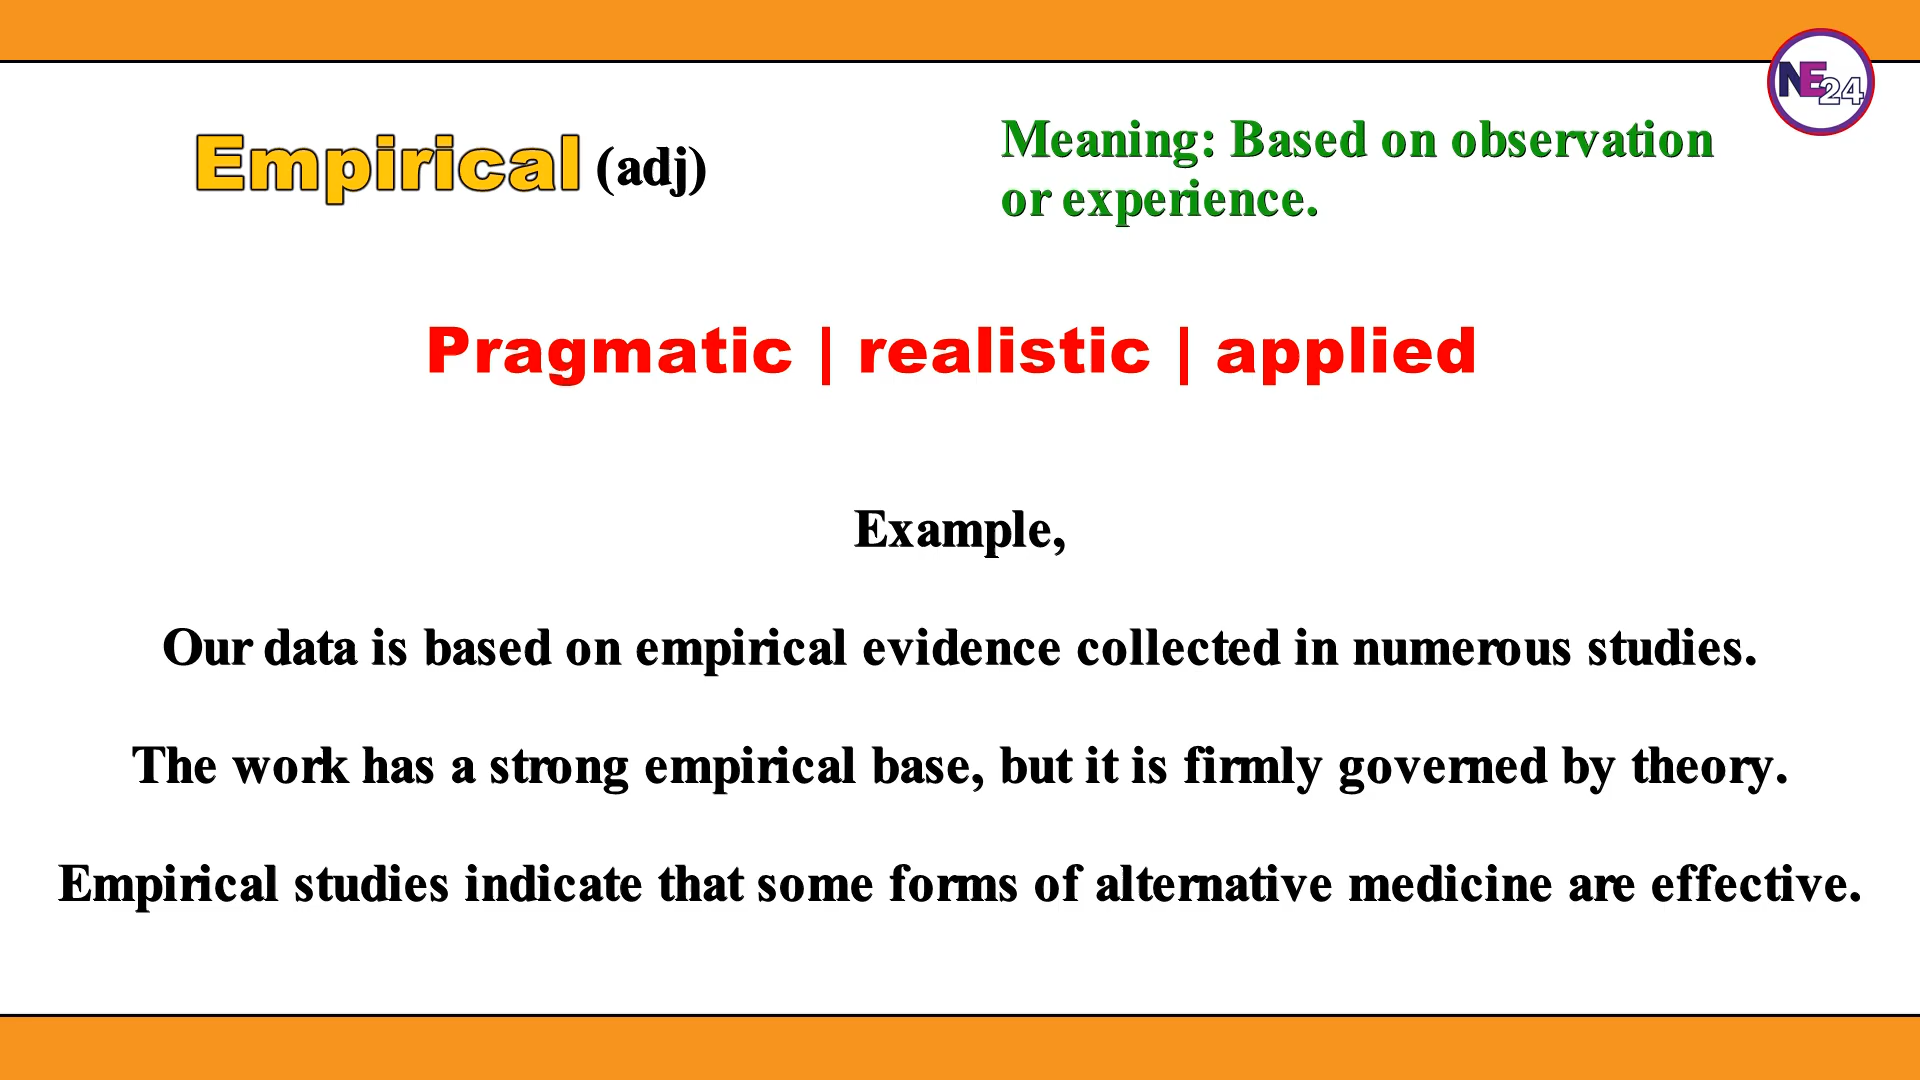 NE24
Empirical (adj)
Meaning: Based on observation
or experience.
Pragmatic | realistic | applied
Example,
Our data is based on empirical evidence collected in numerous studies.
The work has a strong empirical base, but it is firmly governed by theory.
Empirical studies indicate that some forms of alternative medicine are effective.